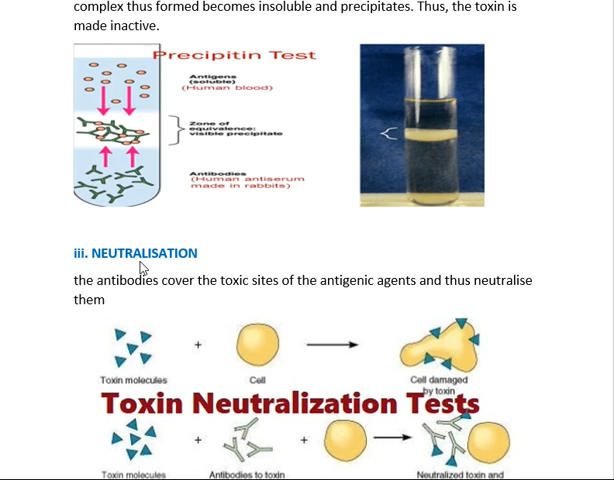 complex thus formed becomes insoluble and precipitates. Thus, the toxin is
made inactive.
Precipitin Test
Antigens
(soluble)
(Human blood)
Zone of
equivalence:
visible precipitate
Antibodies
(Human antiserum
made in rabbits)
iii. NEUTRALISATION
the antibodies cover the toxic sites of the antigenic agents and thus neutralise
them
+
Toxin molecules
Cell
Cell damaged
by toxin
Toxin Neutralization Tests
+ +
Toxin molecules
Antibodies to toxin
Neutralized toxin and